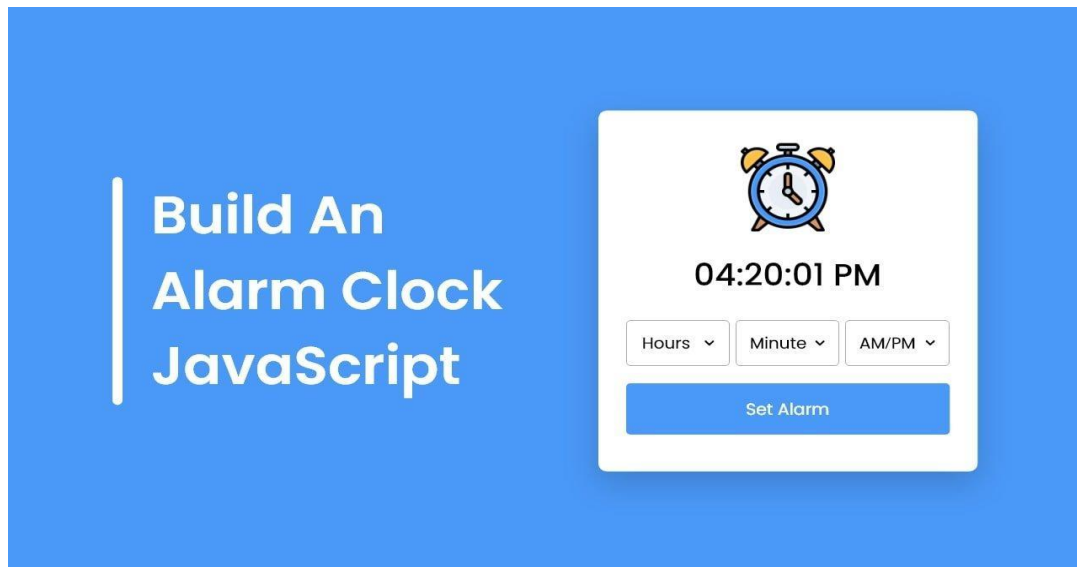 Build An
Alarm Clock
JavaScript
04:20:01 PM
Hours Minute AM/PM
Set Alarm